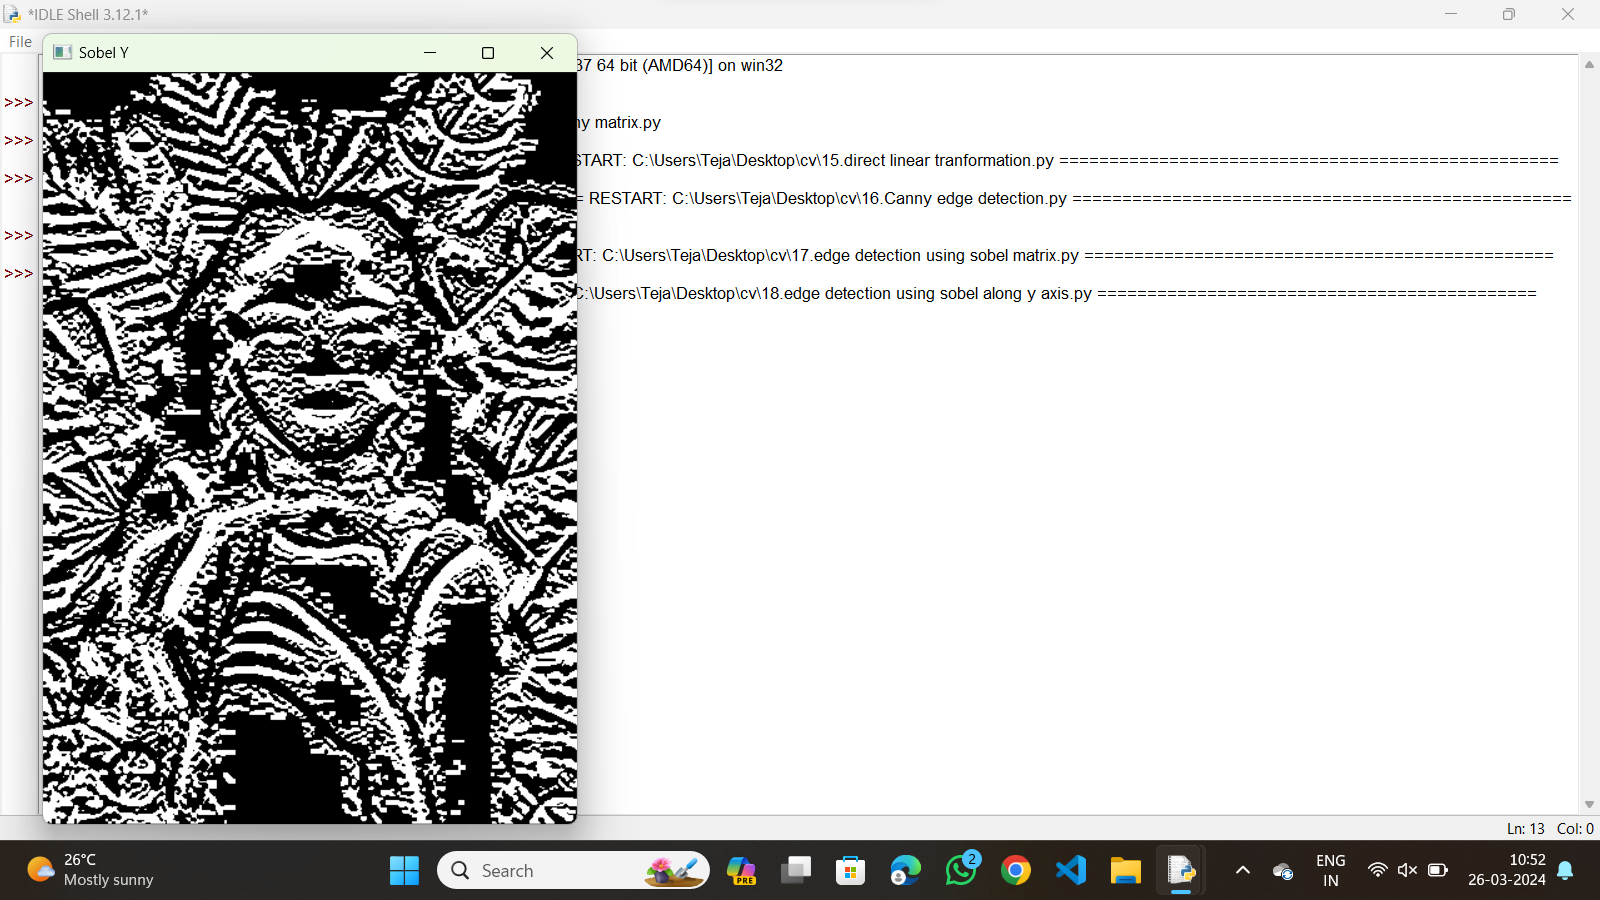 *IDLE Shell 3.12.1*
File
Sobel Y
37 64 bit (AMD64)] on win32
>>>
ny matrix.py
>>>
START: C:\Users\Teja\Desktop\cv\15.direct linear tranformation.py ==================================================
>>>
= RESTART: C:\Users\Teja\Desktop\cv\16.Canny edge detection.py ==================================================
>>>
RT: C:\Users\Teja\Desktop\cv\17.edge detection using sobel matrix.py ===============================================
>>>
C:\Users\Teja\Desktop\cv\18.edge detection using sobel along y axis.py ============================================
Ln: 13 Col: 0
26°C
Mostly sunny
Search
PRE
2
ENG
IN
10:52
26-03-2024